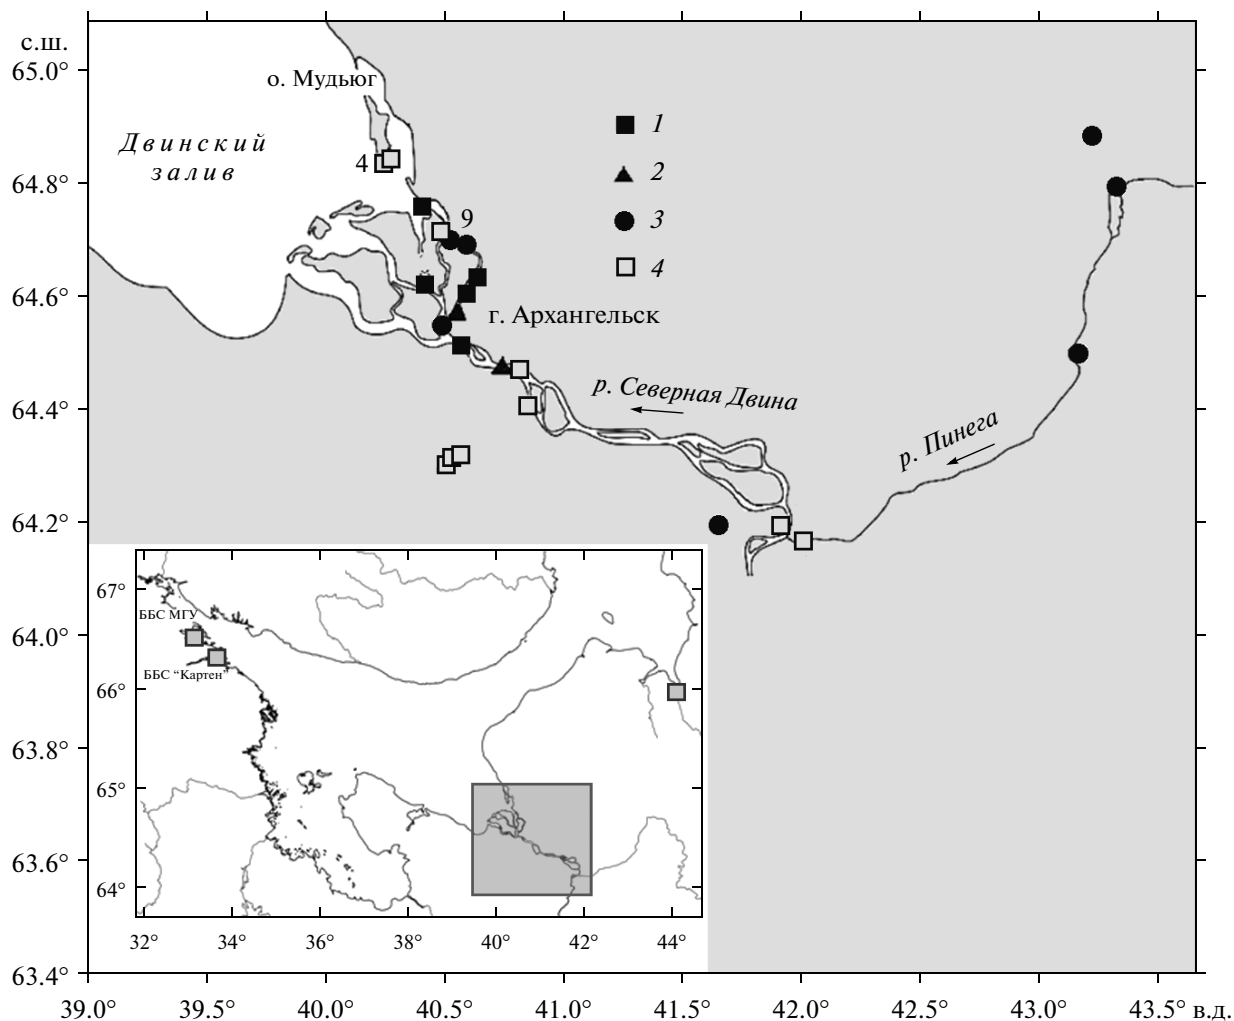 с.ш.
65.0°
о. Мудьюг
Двинский
залив
4
64.8°
9
1
2
3
4
64.6°
г. Архангельск
64.4°
р. Северная Двина
р. Пинега
64.2°
67°
ББС МГУ
64.0°
ББС “Картеш”
66°
63.8°
65°
63.6°
64°
32° 34° 36° 38° 40° 42° 44°
63.4°
39.0° 39.5° 40.0° 40.5° 41.0° 41.5° 42.0° 42.5° 43.0° 43.5° в.д.